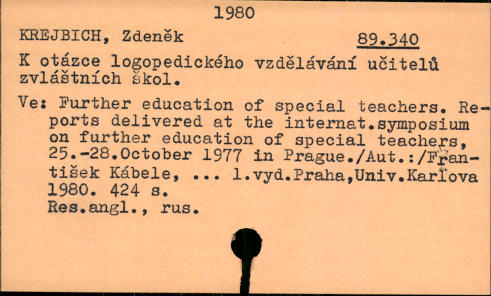 1980
KREJBICH, Zdeněk 89.340
K otázce logopedického vzdělávání učitelů
zvláštních škol.
Ve: Further education of special teachers. Re-
ports delivered at the internat.symposium
on further education of special teachers,
25.-28.October 1977 in Prague./Aut.:/Fran-
tišek Kábele, ... 1.vyd.Praha,Univ.Karlova
1980. 424 s.
Res.angl., rus.